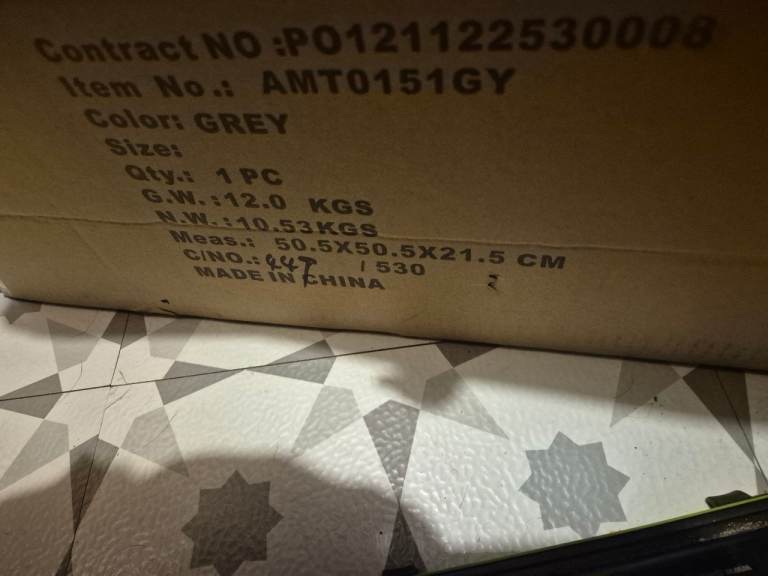 Contract NO :PO121122530008
Item No.: AMT0151GY
Color: GREY
Size:
Qty.: 1 PC
G.W.:12.0 KGS
N.W.:10.53KGS
Meas.: 50.5X50.5X21.5 CM
C/NO.: / 530
MADE IN CHINA